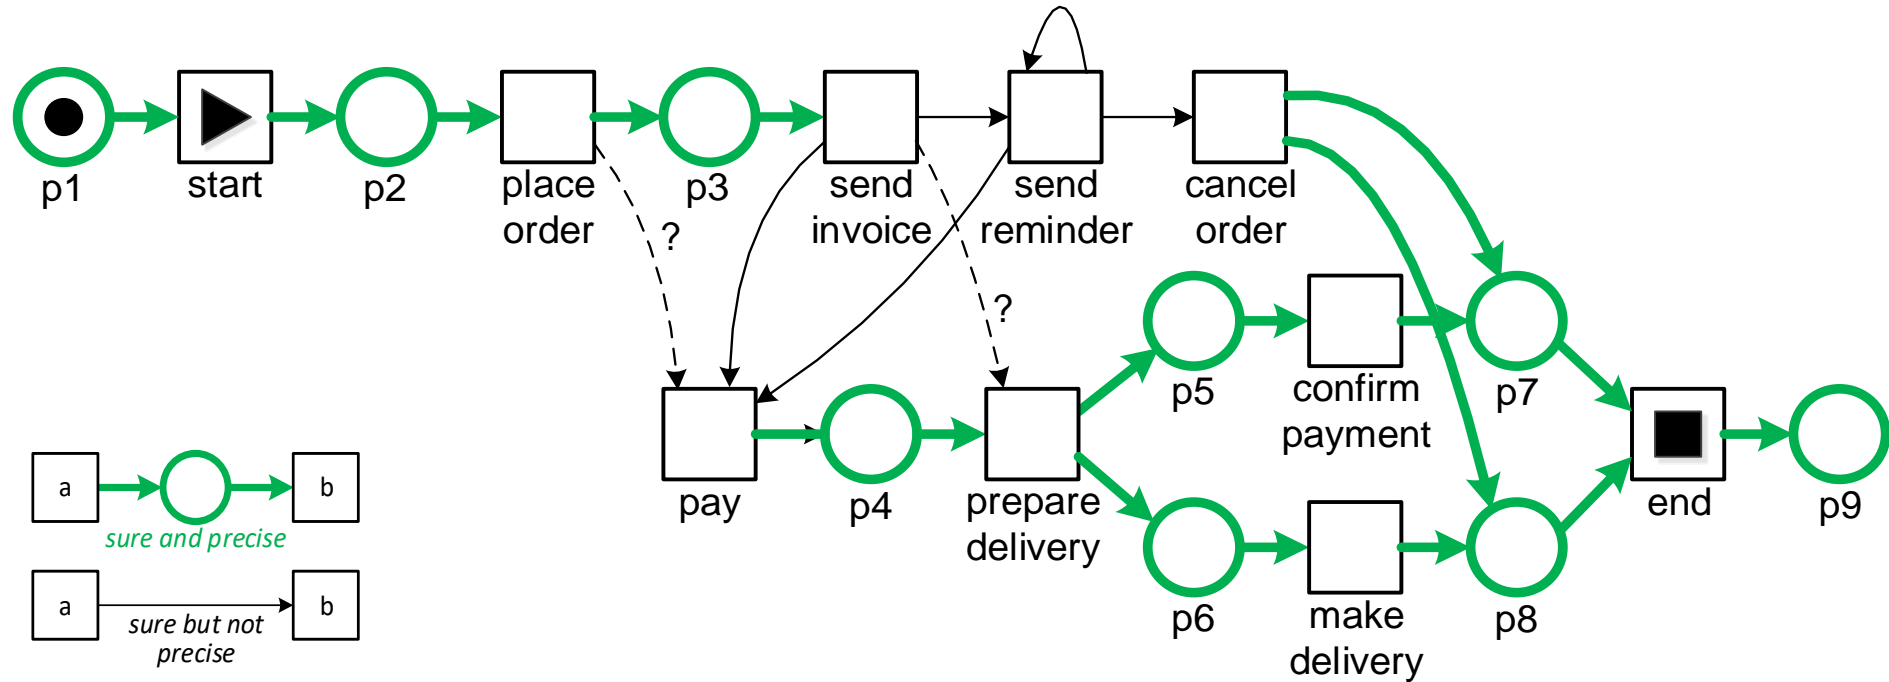 p1
start
p2
place
order
p3
send
invoice
send
reminder
cancel
order
?
?
pay
p4
prepare
delivery
p5
confirm
payment
p7
p6
make
delivery
p8
end
p9
a
b
sure and precise
a
b
sure but not
precise